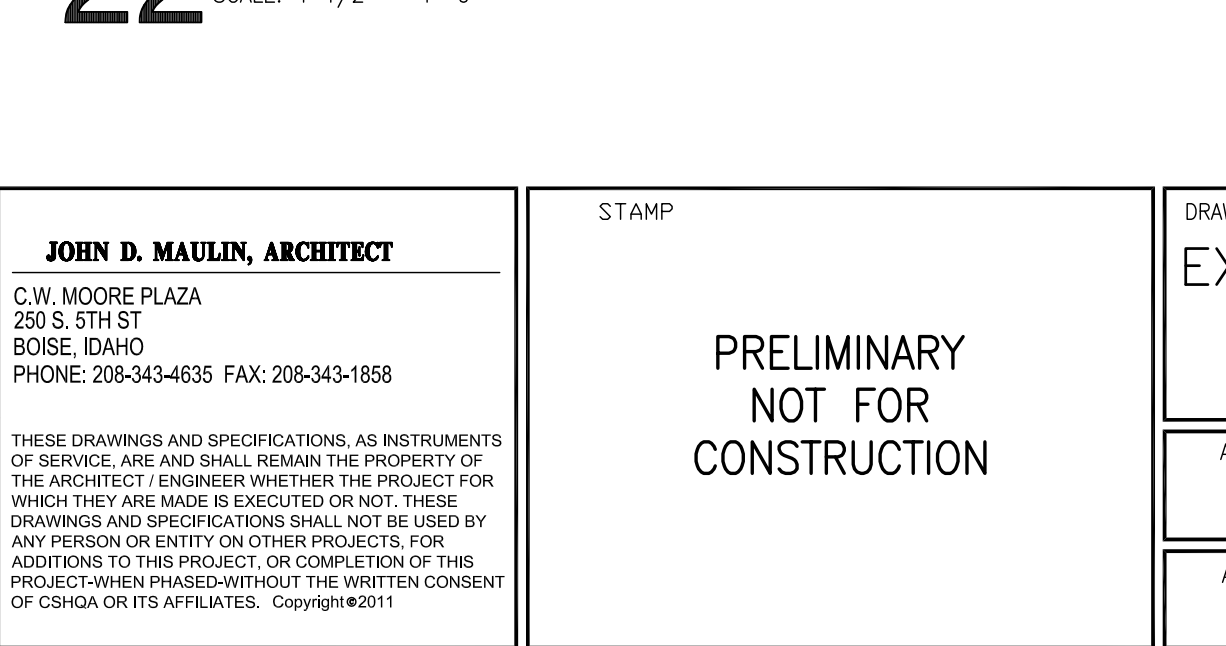 22
JOHN D. MAULIN, ARCHITECT
C.W. MOORE PLAZA
250 S. 5TH ST
BOISE, IDAHO
PHONE: 208-343-4635 FAX: 208-343-1858
THESE DRAWINGS AND SPECIFICATIONS, AS INSTRUMENTS
OF SERVICE, ARE AND SHALL REMAIN THE PROPERTY OF
THE ARCHITECT / ENGINEER WHETHER THE PROJECT FOR
WHICH THEY ARE MADE IS EXECUTED OR NOT. THESE
DRAWINGS AND SPECIFICATIONS SHALL NOT BE USED BY
ANY PERSON OR ENTITY ON OTHER PROJECTS, FOR
ADDITIONS TO THIS PROJECT, OR COMPLETION OF THIS
PROJECT-WHEN PHASED-WITHOUT THE WRITTEN CONSENT
OF CSHQA OR ITS AFFILIATES. Copyright©2011
STAMP
PRELIMINARY
NOT FOR
CONSTRUCTION